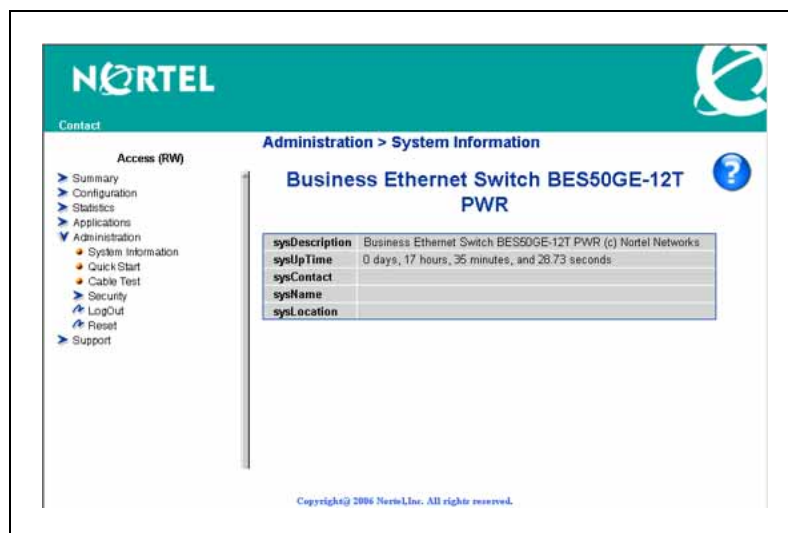 NORTEL
Contact
Access (RW)
Summary
Configuration
Statistics
Applications
Administration
System Information
Quick Start
Cable Test
Security
LogOut
Reset
Support
Administration > System Information
Business Ethernet Switch BES50GE-12T
PWR
sysDescription Business Ethernet Switch BES50GE-12T PWR (c) Nortel Networks
sysUpTime 0 days, 17 hours, 35 minutes, and 28.73 seconds
sysContact
sysName
sysLocation
Copyright@ 2006 Nortel,Inc. All rights reserved.